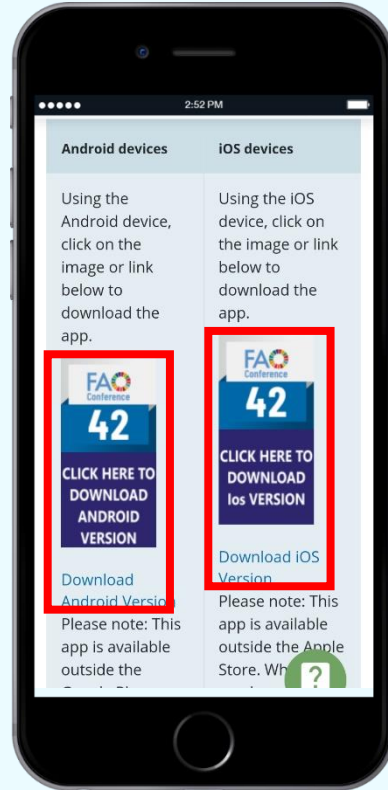 2:52 PM
Android devices
Using the
Android device,
click on the
image or link
below to
download the
app.
FAO
Conference
42
CLICK HERE TO
DOWNLOAD
ANDROID
VERSION
Download
Android Version
Please note: This
app is available
outside the
iOS devices
Using the iOS
device, click on
the image or link
below to
download the
app.
FAO
Conference
42
CLICK HERE TO
DOWNLOAD
Ios VERSION
Download iOS
Version
Please note: This
app is available
outside the Apple
Store.
?